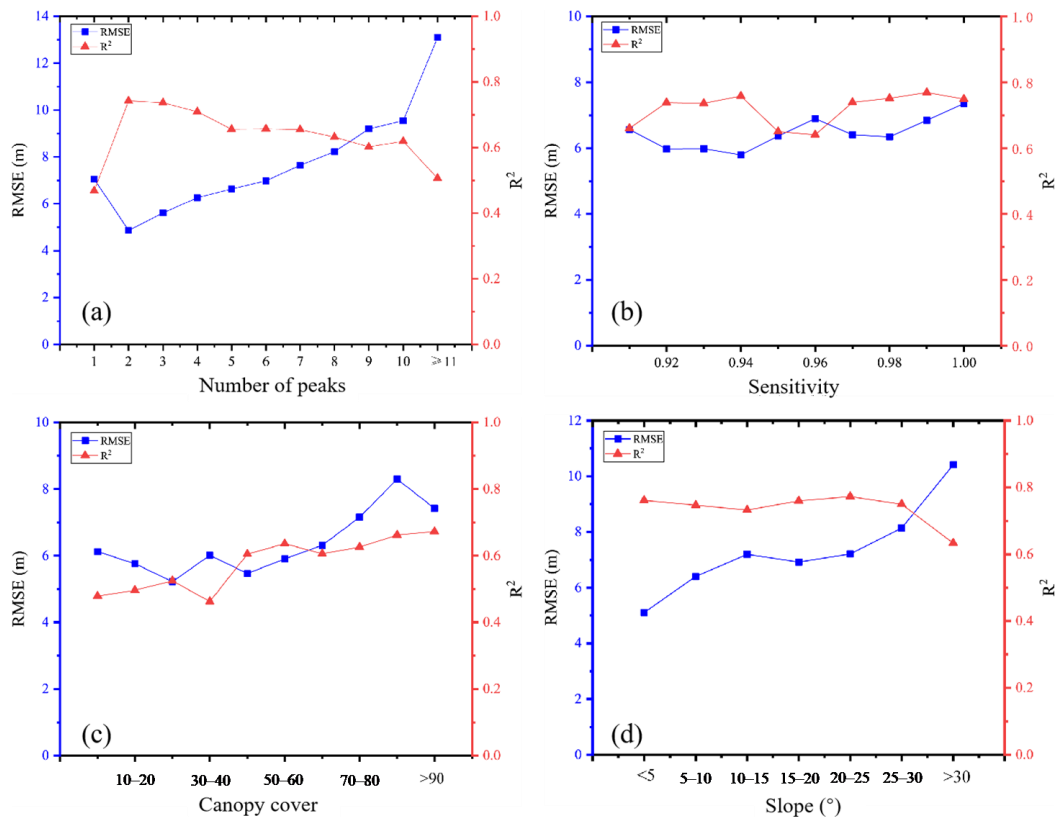 RMSE
R²
14
12
10
8
6
4
2
0
RMSE (m)
1.0
0.8
0.6
0.4
0.2
0.0
R²
(a)
1 2 3 4 5 6 7 8 9 10 ⩾11
Number of peaks
RMSE
R²
10
8
6
4
2
0
RMSE (m)
1.0
0.8
0.6
0.4
0.2
0.0
R²
(b)
0.92 0.94 0.96 0.98 1.00
Sensitivity
RMSE
R²
10
8
6
4
2
0
RMSE (m)
1.0
0.8
0.6
0.4
0.2
0.0
R²
(c)
10–20 30–40 50–60 70–80 >90
Canopy cover
RMSE
R²
12
10
8
6
4
2
0
RMSE (m)
1.0
0.8
0.6
0.4
0.2
0.0
R²
(d)
<5 5–10 10–15 15–20 20–25 25–30 >30
Slope (°)